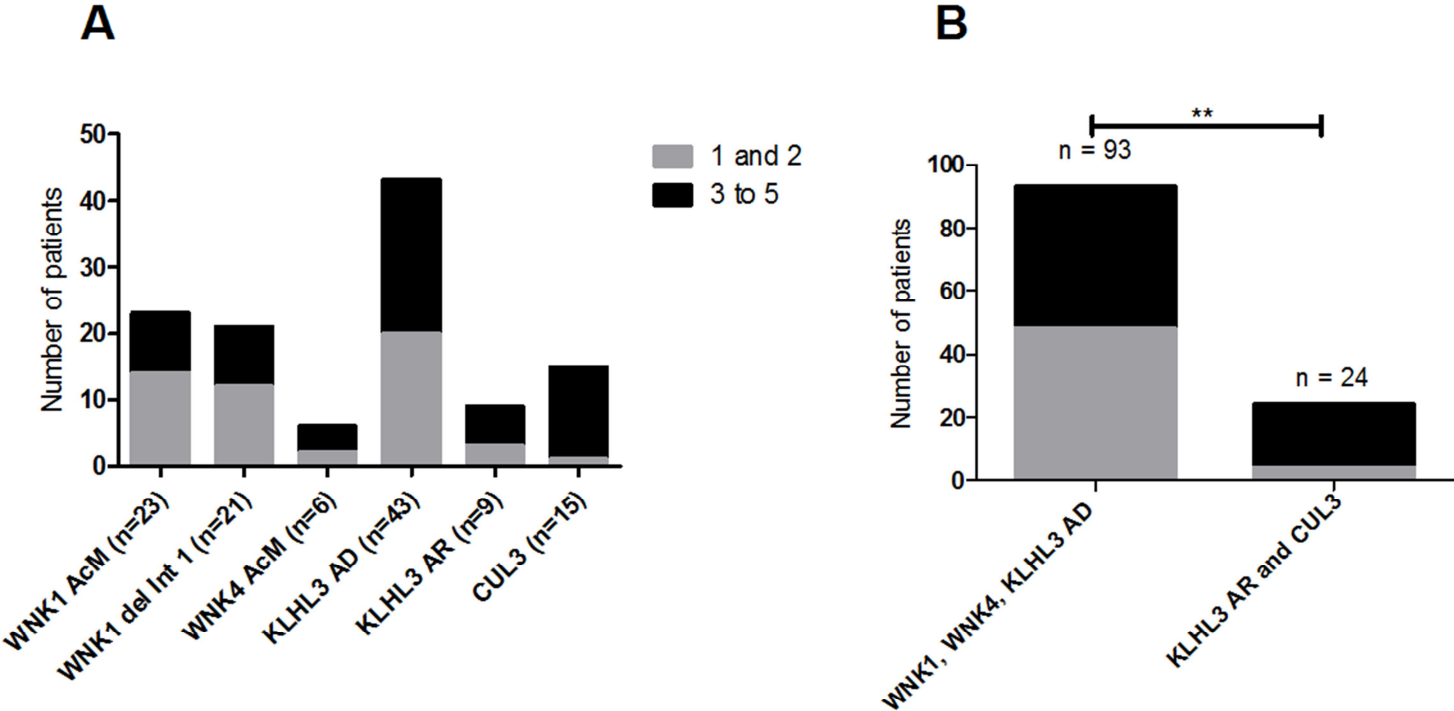 A
Number of patients
50
40
30
20
10
0
WNK1 AcM (n=23)
WNK1 del Int 1 (n=21)
WNK4 AcM (n=6)
KLHL3 AD (n=43)
KLHL3 AR (n=9)
CUL3 (n=15)
1 and 2
3 to 5
B
**
n = 93
n = 24
Number of patients
100
80
60
40
20
0
WNK1, WNK4, KLHL3 AD
KLHL3 AR and CUL3